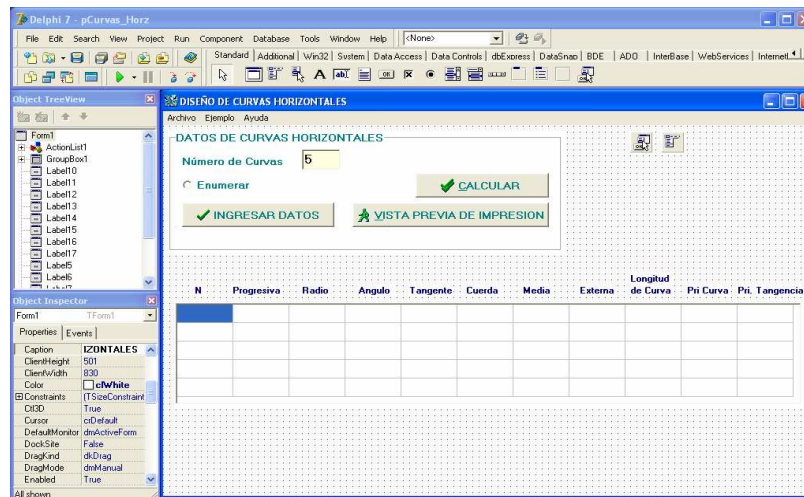 Delphi 7 - pCurvas_Horz
File Edit Search View Project Run Component Database Tools Window Help <None>
Standard Additional Win32 System Data Access Data Controls dbExpress DataSnap BDE ADO InterBase WebServices
Object TreeView
Form1
ActionList1
GroupBox1
Label10
Label11
Label12
Label13
Label14
Label15
Label16
Label17
Label5
Label6
Object Inspector
Form1 TForm1
Properties Events
Caption IZONTALES
ClientHeight 501
ClientWidth 830
Color clWhite
Constraints (TSizeConstraint
Ctl3D True
Cursor crDefault
DefaultMonitor dmActiveForm
DockSite False
DragKind dkDrag
DragMode dmManual
Enabled True
All shown
DISEÑO DE CURVAS HORIZONTALES
Archivo Ejemplo Ayuda
DATOS DE CURVAS HORIZONTALES
Número de Curvas 5
Enumerar
CALCULAR
INGRESAR DATOS VISTA PREVIA DE IMPRESION
N Progresiva Radio Angulo Tangente Cuerda Media Externa Longitud de Curva Pri Curva Pri. Tangencia